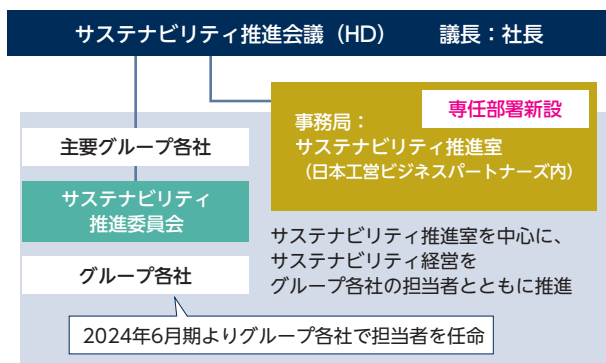 サステナビリティ推進会議（HD）　議長：社長
専任部署新設
事務局：
サステナビリティ推進室
（日本工営ビジネスパートナーズ内）
主要グループ各社
サステナビリティ
推進委員会
グループ各社
サステナビリティ推進室を中心に、
サステナビリティ経営を
グループ各社の担当者とともに推進
2024年6月期よりグループ各社で担当者を任命